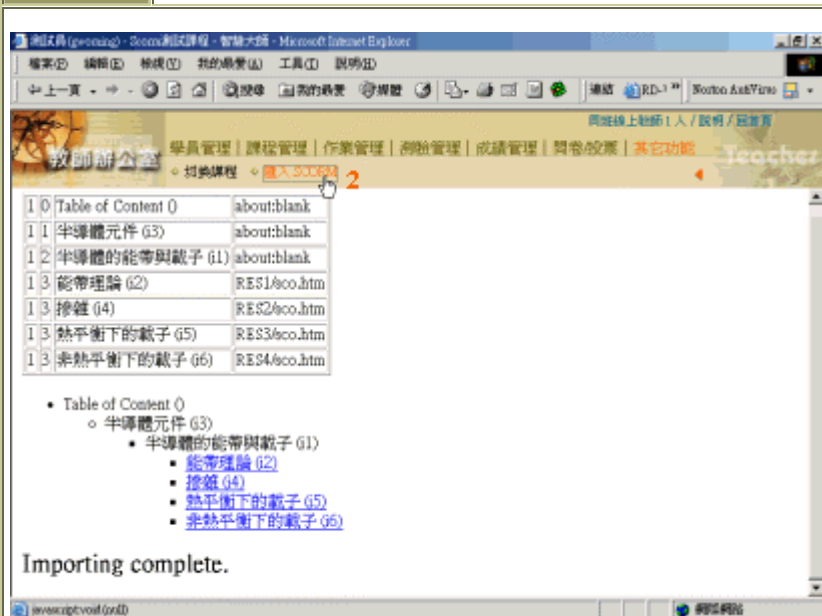 測試員(geoming) - Scorm測試課程 - 智慧大師 - Microsoft Internet Explorer
檔案(F) 編輯(E) 檢視(V) 我的最愛(A) 工具(T) 說明(H)
上一頁 搜尋 我的最愛 媒體 連結 RD-1 » Norton AntiVirus
同班線上教師1人 / 說明 / 回首頁
教師辦公室 學員管理 | 課程管理 | 作業管理 | 測驗管理 | 成績管理 | 問卷/投票 | 其它功能 Teacher
切換課程 匯入 SCORM 2
1 0 Table of Content () about:blank
1 1 半導體元件 (i3) about:blank
1 2 半導體的能帶與載子 (i1) about:blank
1 3 能帶理論 (i2) RES1/sco.htm
1 3 摻雜 (i4) RES2/sco.htm
1 3 熱平衡下的載子 (i5) RES3/sco.htm
1 3 非熱平衡下的載子 (i6) RES4/sco.htm
Table of Content ()
半導體元件 (i3)
半導體的能帶與載子 (i1)
能帶理論 (i2)
摻雜 (i4)
熱平衡下的載子 (i5)
非熱平衡下的載子 (i6)
Importing complete.
javascript:void(null) 網際網路